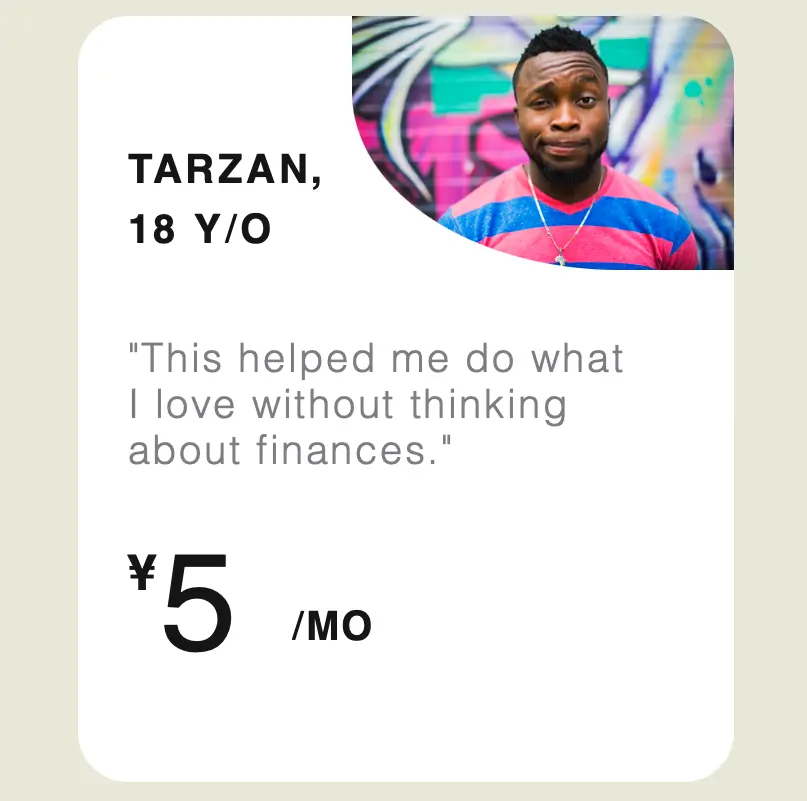 TARZAN,
18 Y/O
"This helped me do what
I love without thinking
about finances."
¥5 /MO